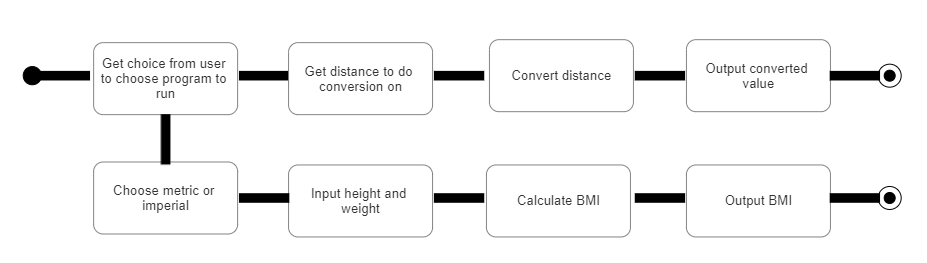 Get choice from user
to choose program to
run
Get distance to do
conversion on
Convert distance
Output converted
value
Choose metric or
imperial
Input height and
weight
Calculate BMI
Output BMI